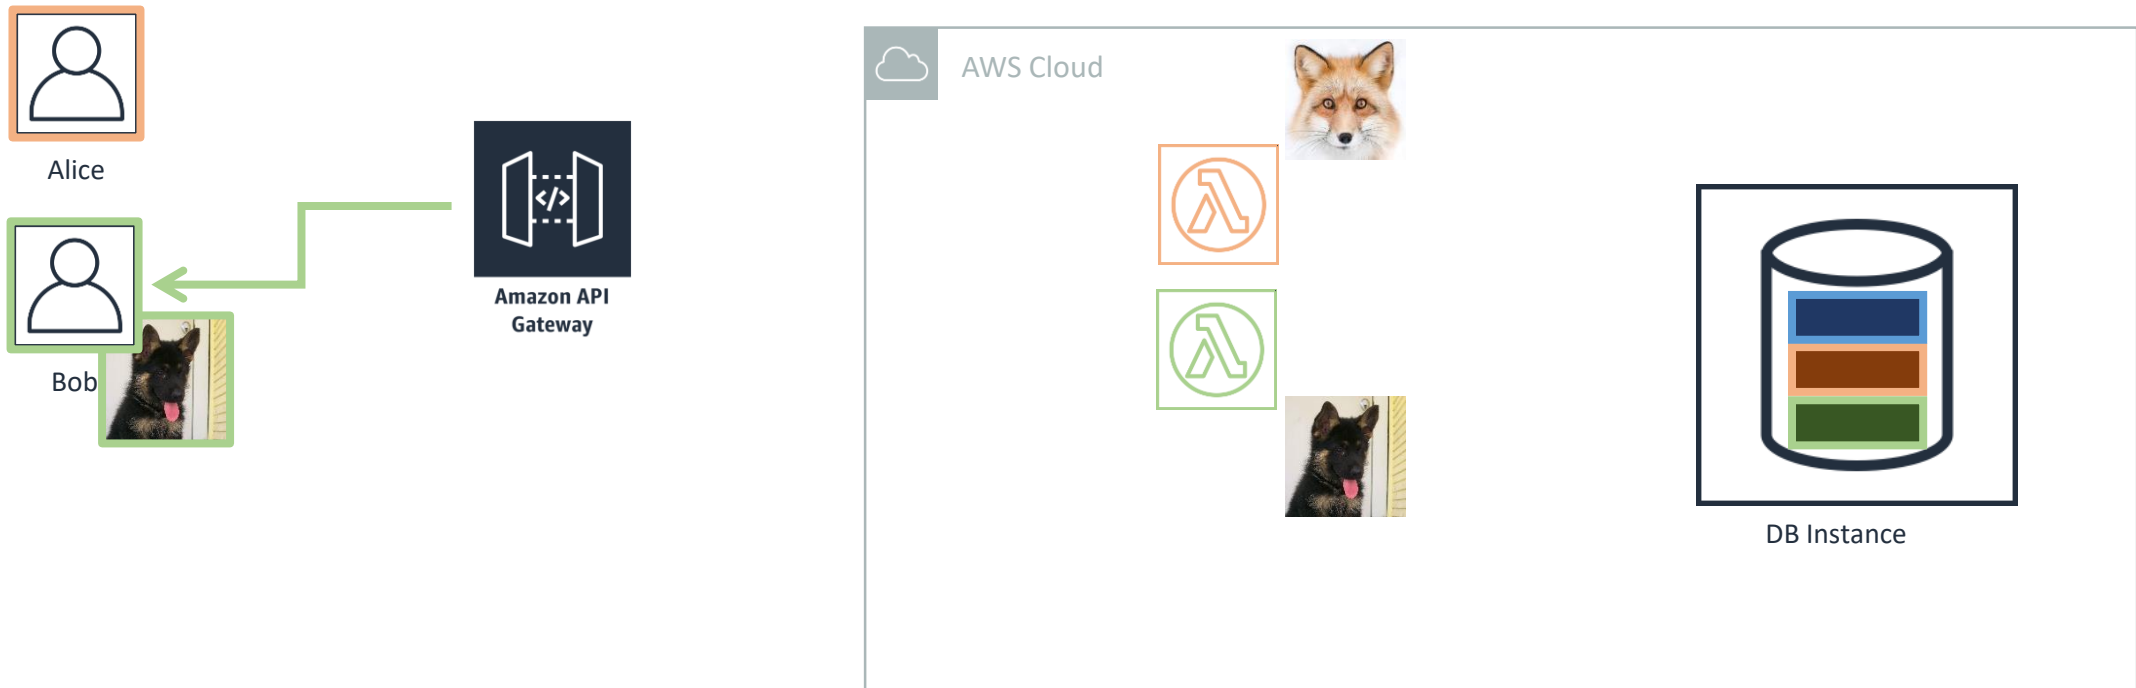 Alice
Bob
</>
Amazon API
Gateway
AWS Cloud
DB Instance